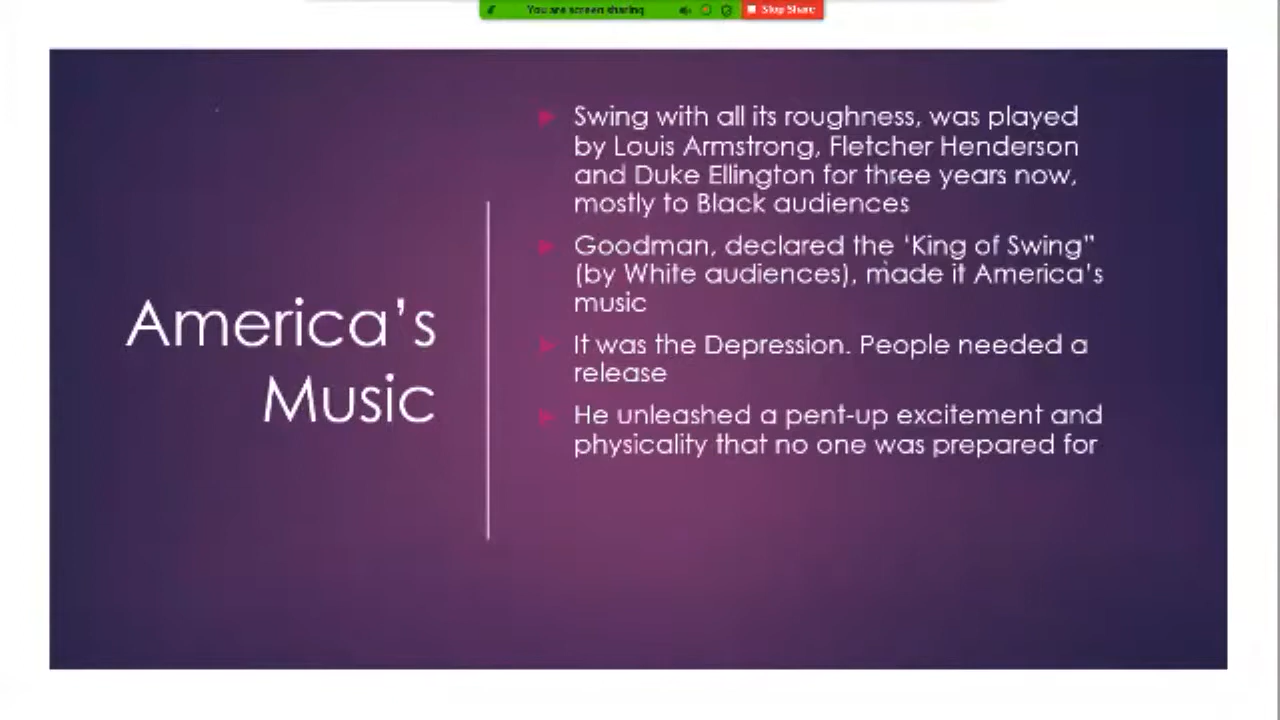 You are screen sharing
Stop Share
America's
Music
Swing with all its roughness, was played
by Louis Armstrong, Fletcher Henderson
and Duke Ellington for three years now,
mostly to Black audiences
Goodman, declared the ‘King of Swing”
(by White audiences), made it America’s
music
It was the Depression. People needed a
release
He unleashed a pent-up excitement and
physicality that no one was prepared for